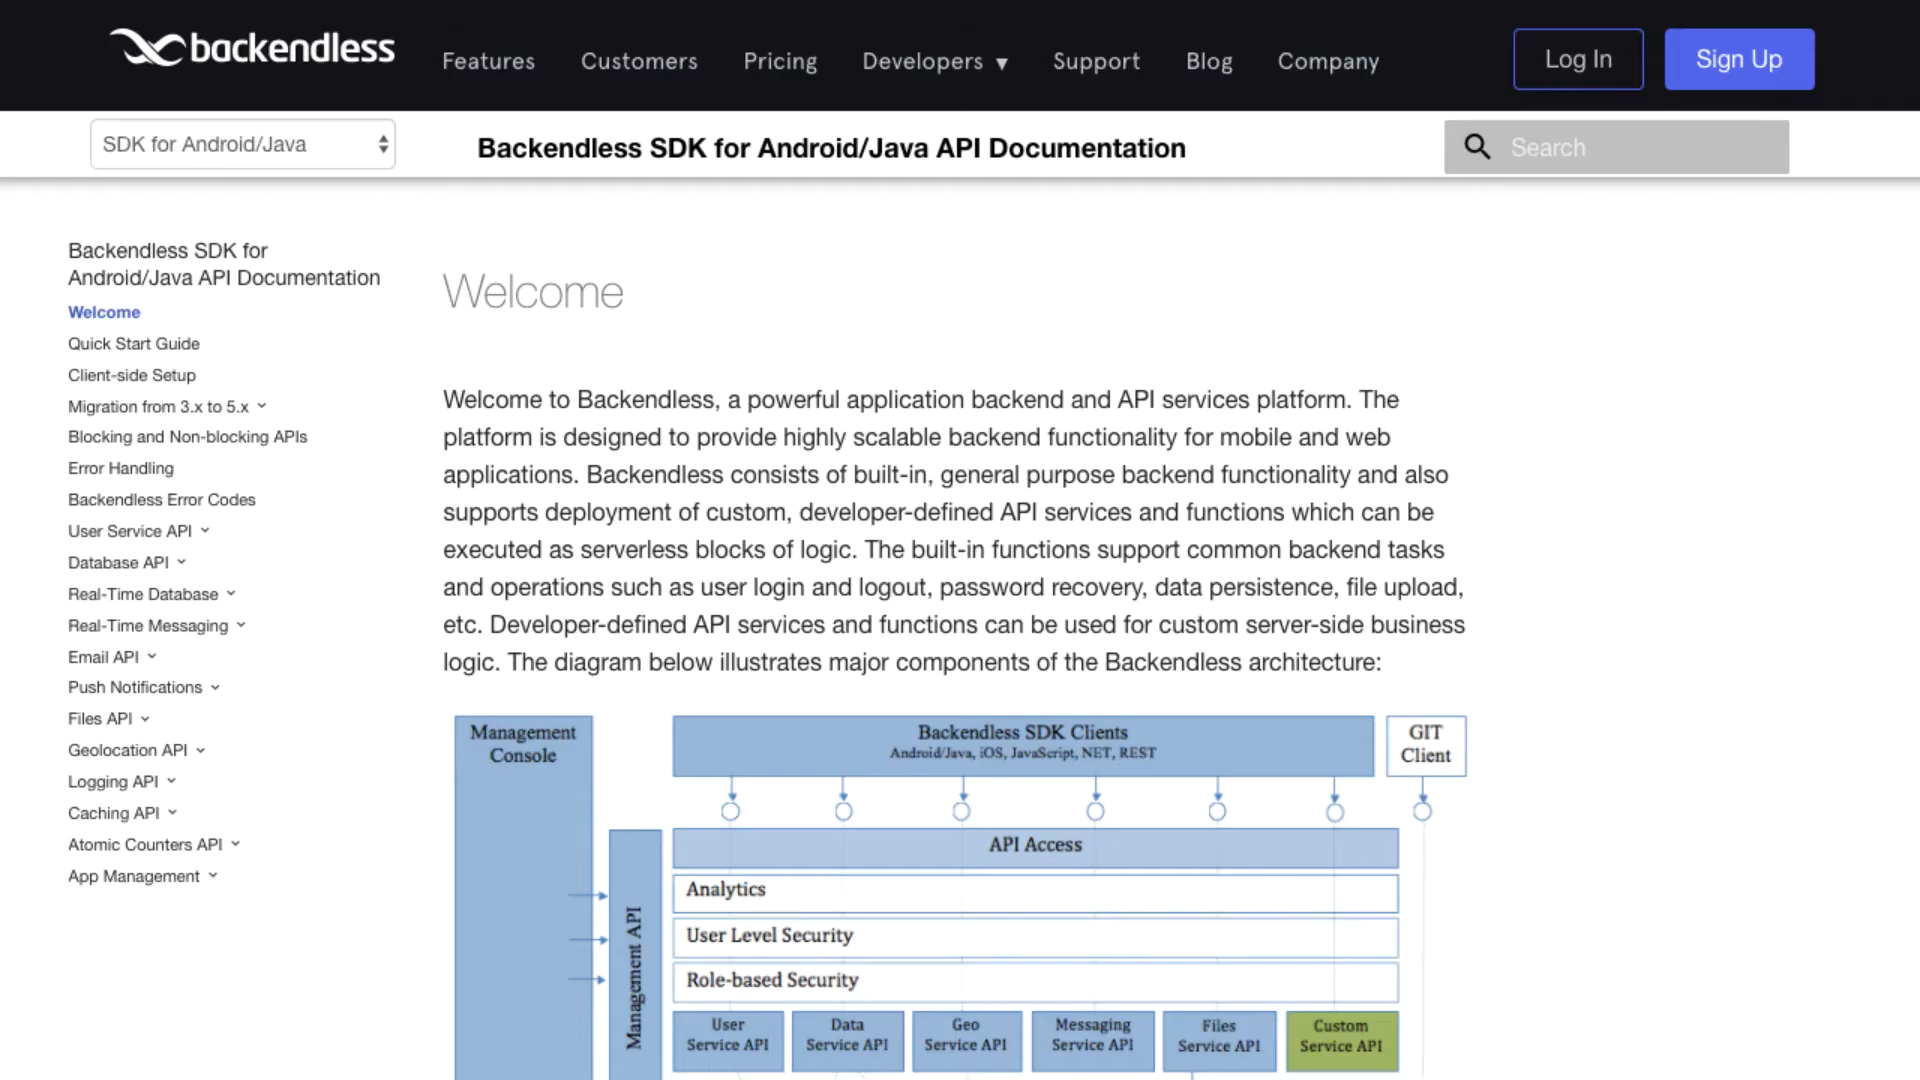 backendless
Features
Customers
Pricing
Developers ▼
Support
Blog
Company
Log In
Sign Up
SDK for Android/Java
Backendless SDK for Android/Java API Documentation
Search
Backendless SDK for
Android/Java API Documentation
Welcome
Quick Start Guide
Client-side Setup
Migration from 3.x to 5.x
Blocking and Non-blocking APIs
Error Handling
Backendless Error Codes
User Service API
Database API
Real-Time Database
Real-Time Messaging
Email API
Push Notifications
Files API
Geolocation API
Logging API
Caching API
Atomic Counters API
App Management
Welcome
Welcome to Backendless, a powerful application backend and API services platform. The
platform is designed to provide highly scalable backend functionality for mobile and web
applications. Backendless consists of built-in, general purpose backend functionality and also
supports deployment of custom, developer-defined API services and functions which can be
executed as serverless blocks of logic. The built-in functions support common backend tasks
and operations such as user login and logout, password recovery, data persistence, file upload,
etc. Developer-defined API services and functions can be used for custom server-side business
logic. The diagram below illustrates major components of the Backendless architecture:
Management
Console
Backendless SDK Clients
Android/Java, iOS, JavaScript, NET, REST
GIT
Client
Management API
API Access
Analytics
User Level Security
Role-based Security
User
Service API
Data
Service API
Geo
Service API
Messaging
Service API
Files
Service API
Custom
Service API